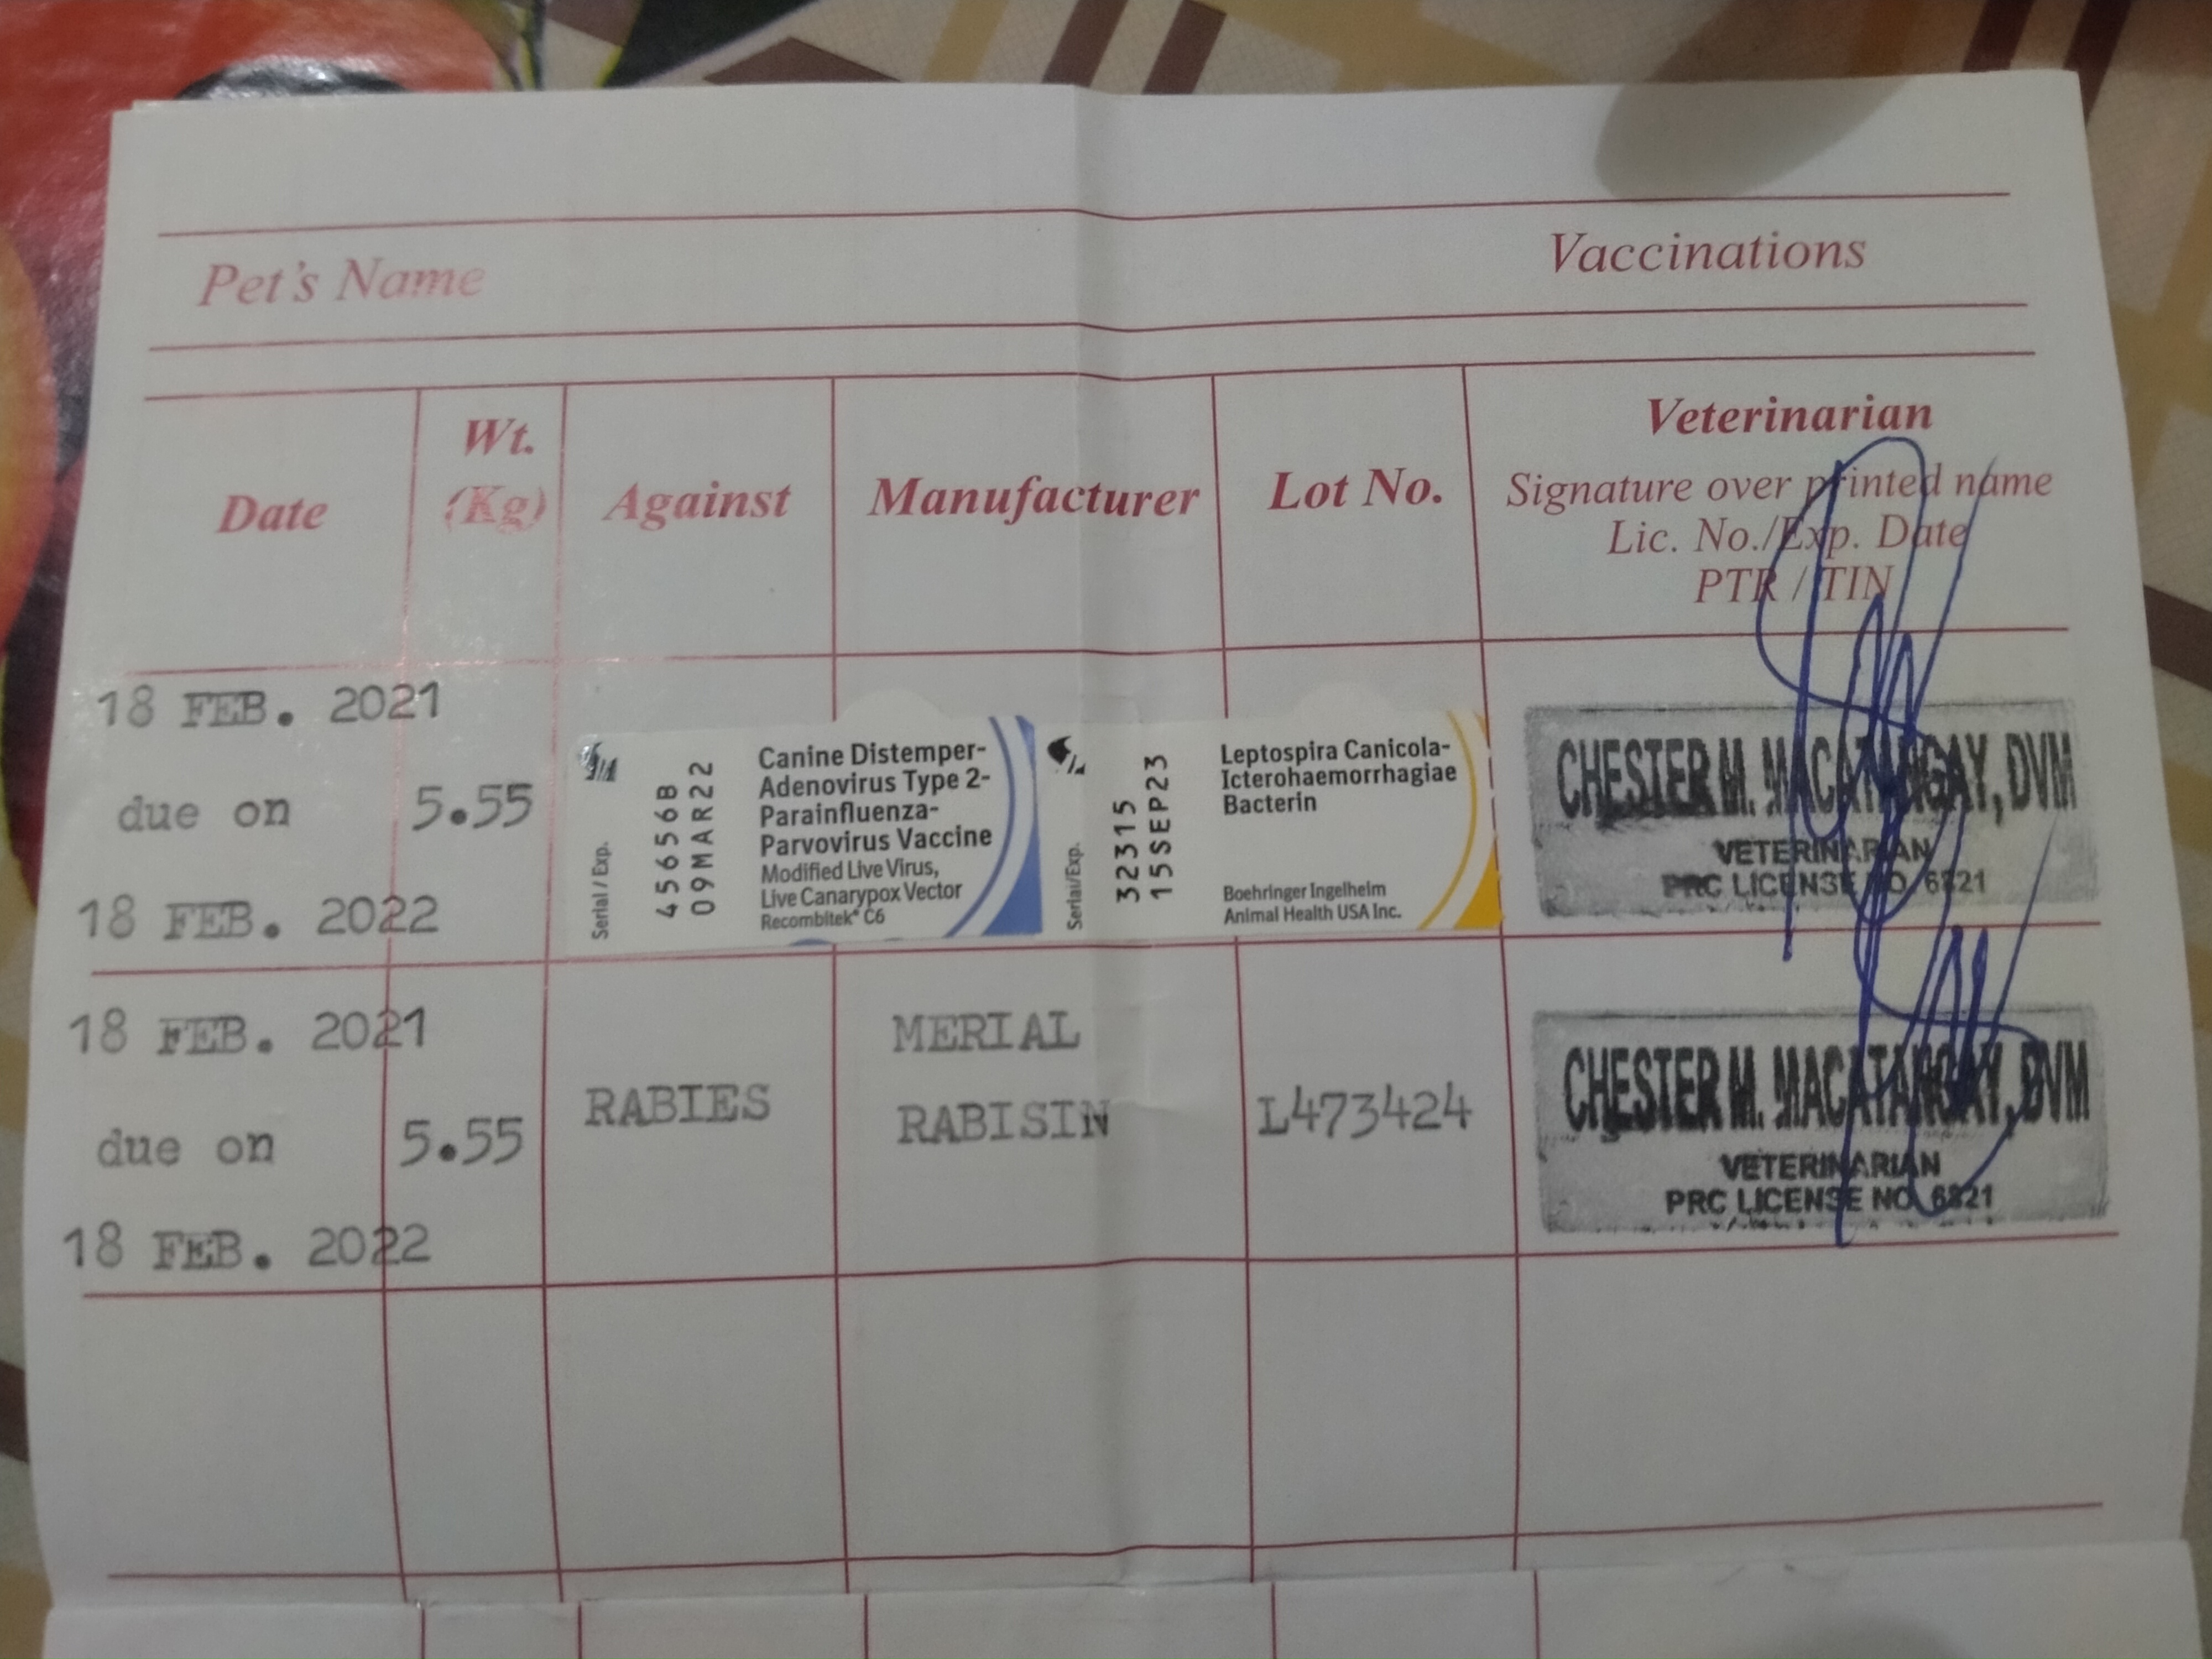 Pet's Name
Vaccinations
Date
Wt.
(Kg)
Against
Manufacturer
Lot No.
Veterinarian
Signature over printed name
Lic. No./Exp. Date
PTR / TIN
18 FEB. 2021
due on
18 FEB. 2022
5.55
Serial / Exp.
45656B
09MAR22
Canine Distemper-
Adenovirus Type 2-
Parainfluenza-
Parvovirus Vaccine
Modified Live Virus,
Live Canarypox Vector
Recombitek® C6
Serial/Exp.
32315
15SEP23
Leptospira Canicola-
Icterohaemorrhagiae
Bacterin
Boehringer Ingelheim
Animal Health USA Inc.
CHESTER M. MACATANGAY, DVM
VETERINARIAN
PRC LICENSE NO. 6821
18 FEB. 2021
due on
18 FEB. 2022
5.55
RABIES
MERIAL
RABISIN
L473424
CHESTER M. MACATANGAY, DVM
VETERINARIAN
PRC LICENSE NO. 6821